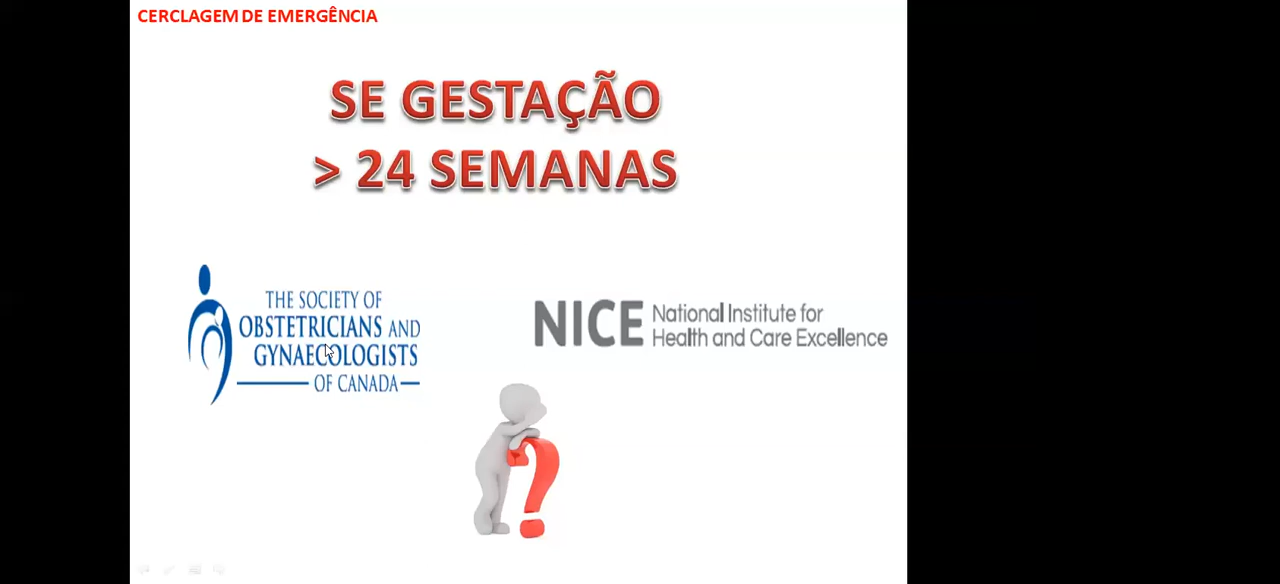 CERCLAGEM DE EMERGÊNCIA
SE GESTAÇÃO
> 24 SEMANAS
THE SOCIETY OF
OBSTETRICIANS AND
GYNAECOLOGISTS
OF CANADA
NICE National Institute for
Health and Care Excellence
?